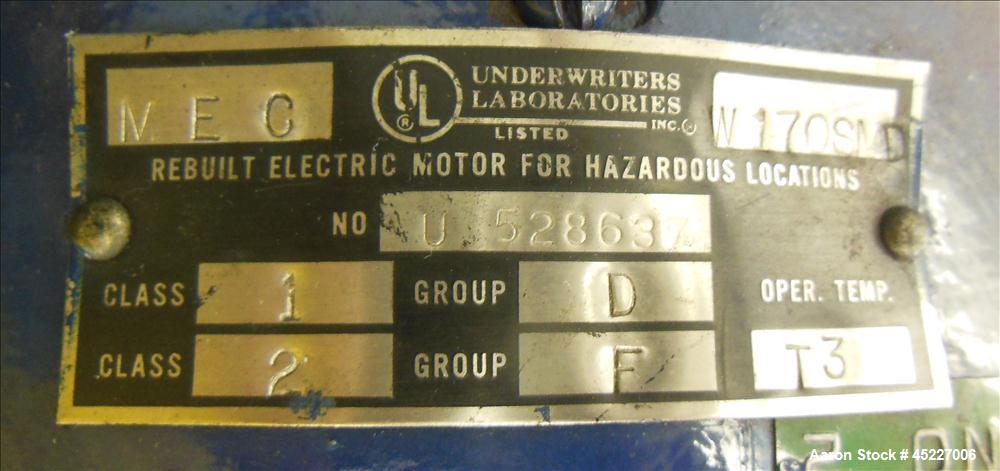 MEC UL ® UNDERWRITERS LABORATORIES INC.® LISTED W170SMD
REBUILT ELECTRIC MOTOR FOR HAZARDOUS LOCATIONS
NO U 528637
CLASS 1 GROUP D OPER. TEMP.
CLASS 2 GROUP F T3
Aaron Stock # 45227006